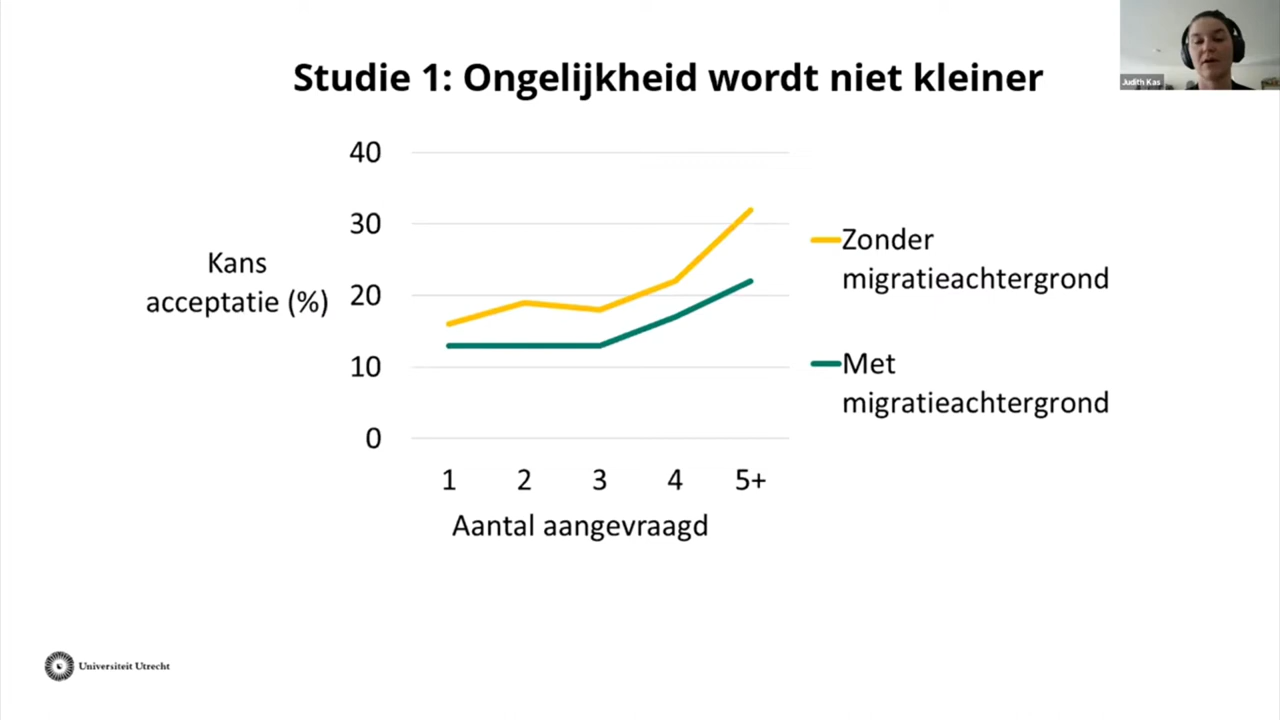 Studie 1: Ongelijkheid wordt niet kleiner
Judith Kas
40
30
20
10
0
Kans
acceptatie (%)
Zonder
migratieachtergrond
Met
migratieachtergrond
1 2 3 4 5+
Aantal aangevraagd
Universiteit Utrecht